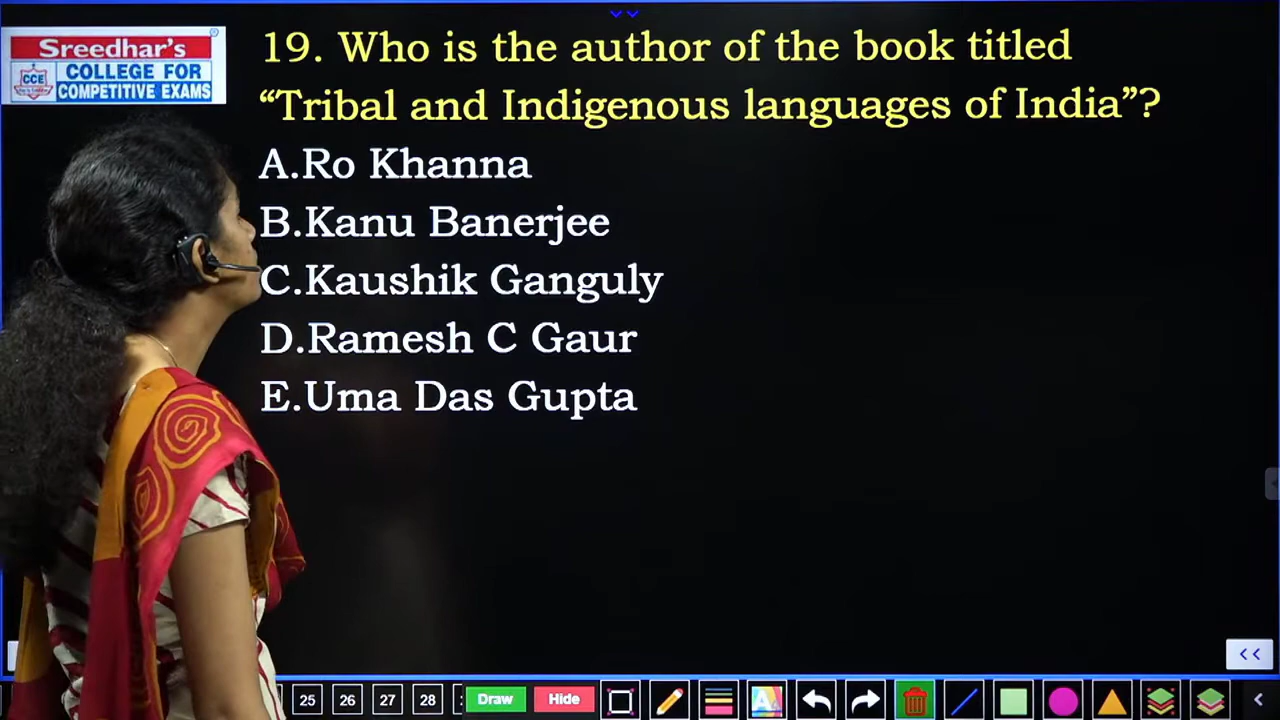 Sreedhar's
CCE
COLLEGE FOR
COMPETITIVE EXAMS
19. Who is the author of the book titled
“Tribal and Indigenous languages of India”?
A.Ro Khanna
B.Kanu Banerjee
C.Kaushik Ganguly
D.Ramesh C Gaur
E.Uma Das Gupta
25 26 27 28 Draw Hide A